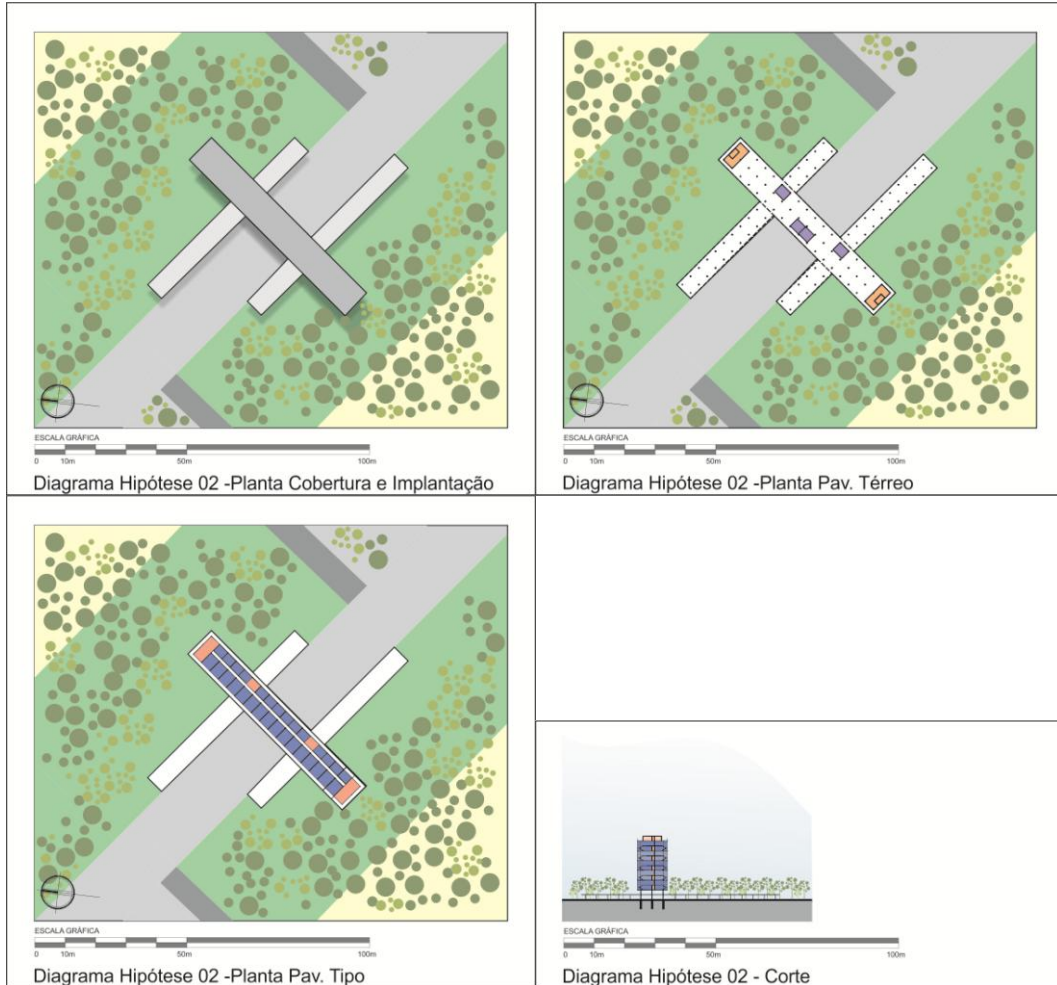 ESCALA GRÁFICA
0 10m 50m 100m
Diagrama Hipótese 02 -Planta Cobertura e Implantação
ESCALA GRÁFICA
0 10m 50m 100m
Diagrama Hipótese 02 -Planta Pav. Térreo
ESCALA GRÁFICA
0 10m 50m 100m
Diagrama Hipótese 02 -Planta Pav. Tipo
ESCALA GRÁFICA
0 10m 50m 100m
Diagrama Hipótese 02 - Corte